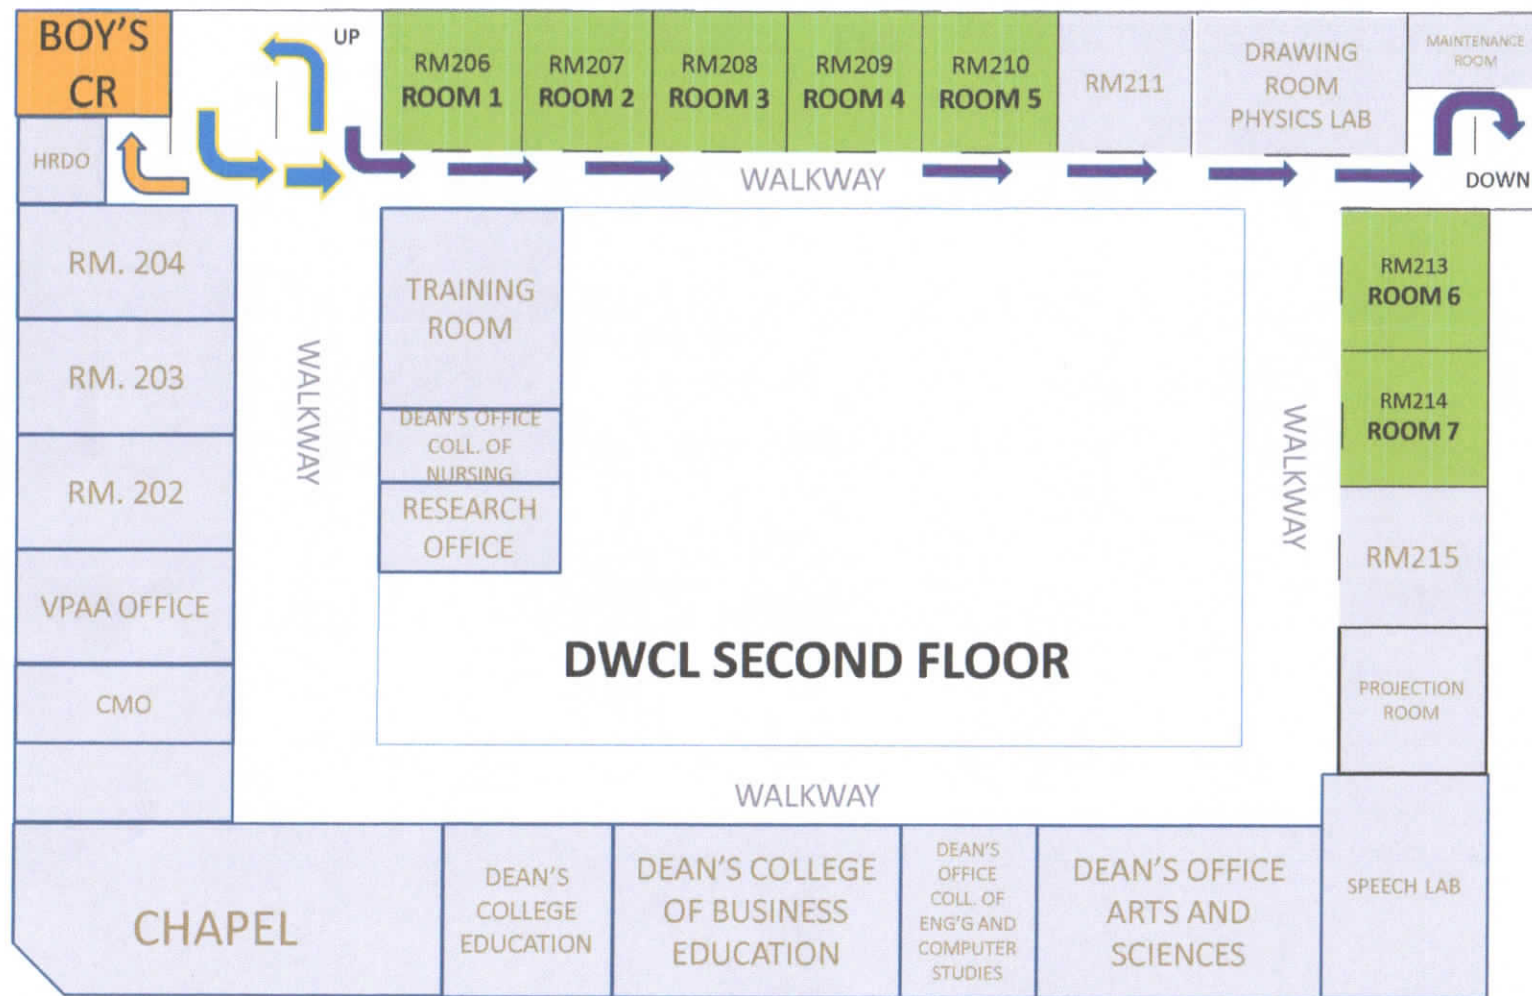 BOY'S
CR
UP
RM206
ROOM 1
RM207
ROOM 2
RM208
ROOM 3
RM209
ROOM 4
RM210
ROOM 5
RM211
DRAWING
ROOM
PHYSICS LAB
MAINTENANCE
ROOM
HRDO
WALKWAY
DOWN
RM. 204
RM. 203
RM. 202
VPAA OFFICE
CMO
WALKWAY
TRAINING
ROOM
DEAN'S OFFICE
COLL. OF
NURSING
RESEARCH
OFFICE
DWCL SECOND FLOOR
WALKWAY
RM213
ROOM 6
RM214
ROOM 7
RM215
PROJECTION
ROOM
WALKWAY
CHAPEL
DEAN'S
COLLEGE
EDUCATION
DEAN'S COLLEGE
OF BUSINESS
EDUCATION
DEAN'S
OFFICE
COLL. OF
ENG'G AND
COMPUTER
STUDIES
DEAN'S OFFICE
ARTS AND
SCIENCES
SPEECH LAB